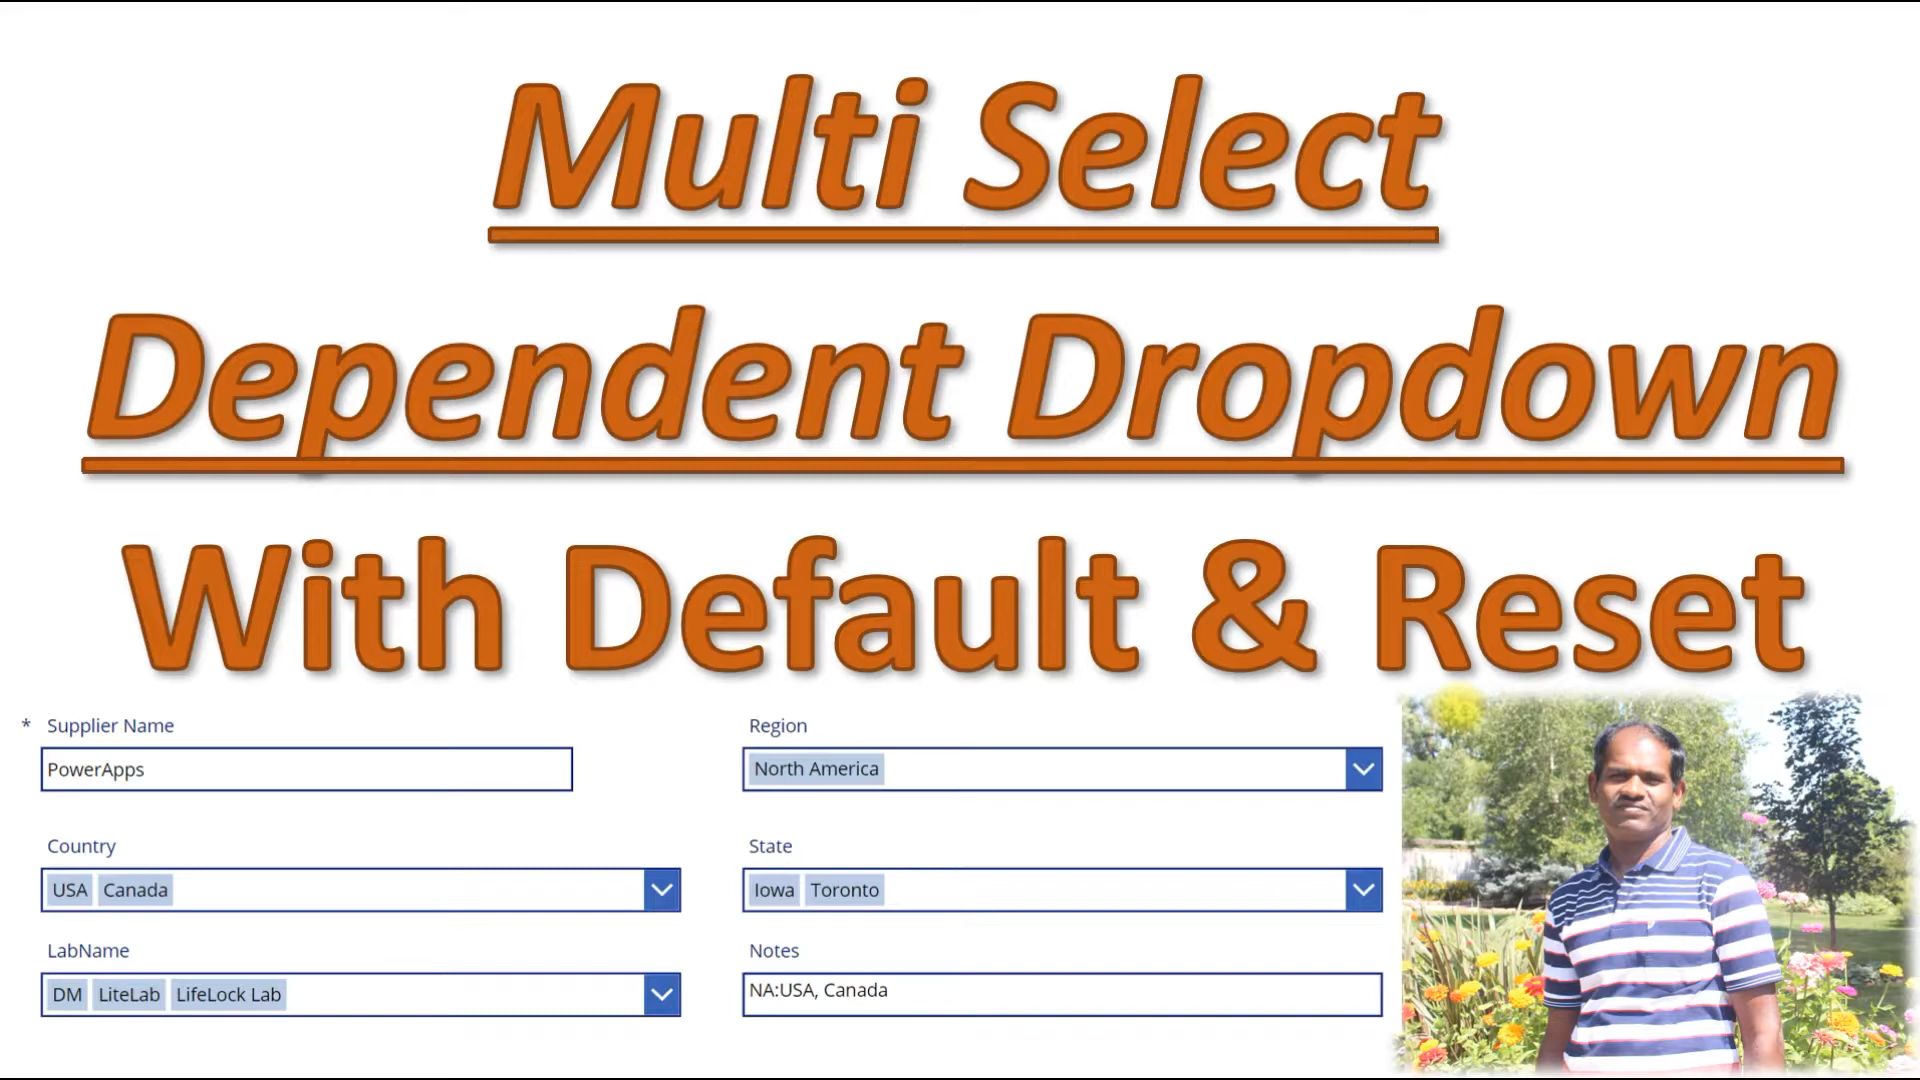 Multi Select
Dependent Dropdown
With Default & Reset
* Supplier Name
PowerApps
Region
North America
Country
USA Canada
State
Iowa Toronto
LabName
DM LiteLab LifeLock Lab
Notes
NA:USA, Canada